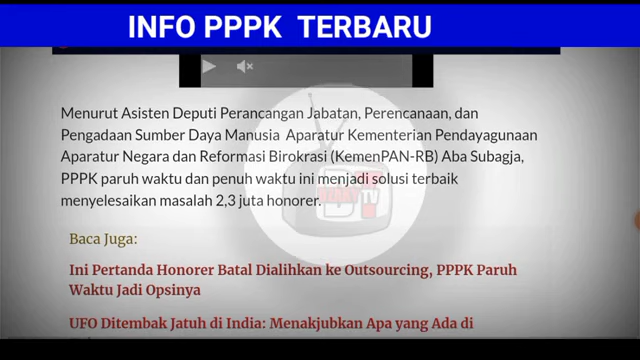 INFO PPPK TERBARU
Menurut Asisten Deputi Perancangan Jabatan, Perencanaan, dan
Pengadaan Sumber Daya Manusia Aparatur Kementerian Pendayagunaan
Aparatur Negara dan Reformasi Birokrasi (KemenPAN-RB) Aba Subagja,
PPPK paruh waktu dan penuh waktu ini menjadi solusi terbaik
menyelesaikan masalah 2,3 juta honorer.
Baca Juga:
Ini Pertanda Honorer Batal Dialihkan ke Outsourcing, PPPK Paruh
Waktu Jadi Opsinya
UFO Ditembak Jatuh di India: Menakjubkan Apa yang Ada di